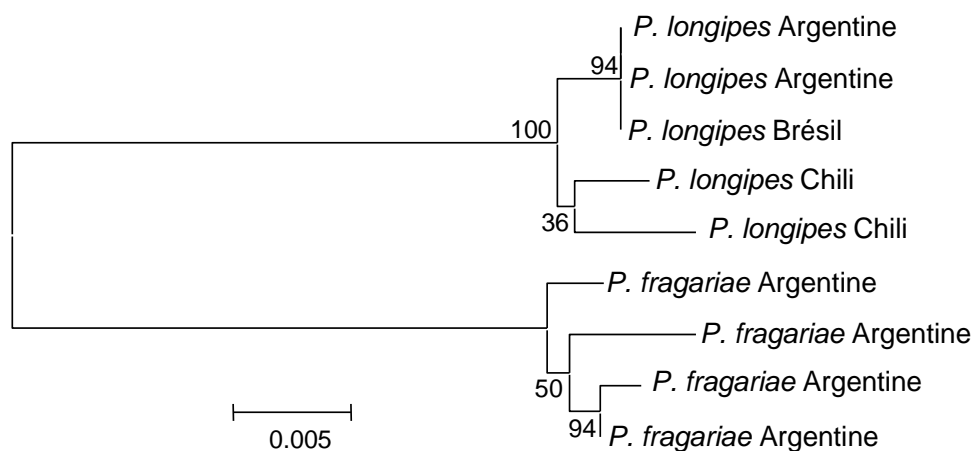 P. longipes Argentine
94
P. longipes Argentine
100
P. longipes Brésil
P. longipes Chili
36
P. longipes Chili
P. fragariae Argentine
P. fragariae Argentine
50
P. fragariae Argentine
94
P. fragariae Argentine
0.005